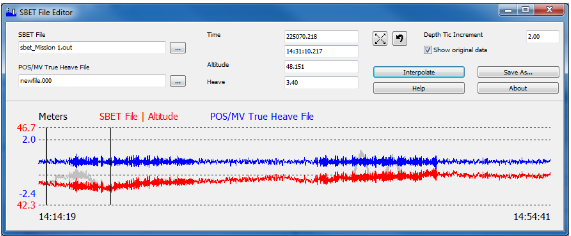 SBET File Editor
SBET File
sbet_Mission 1.out
...
POS/MV True Heave File
newfile.000
...
Time
225070.218
14:31:10.217
Altitude
48.151
Heave
3.40
Depth Tic Increment
2.00
Show original data
Interpolate
Save As...
Help
About
Meters
SBET File | Altitude
POS/MV True Heave File
46.7
2.0
-2.4
42.3
14:14:19
14:54:41